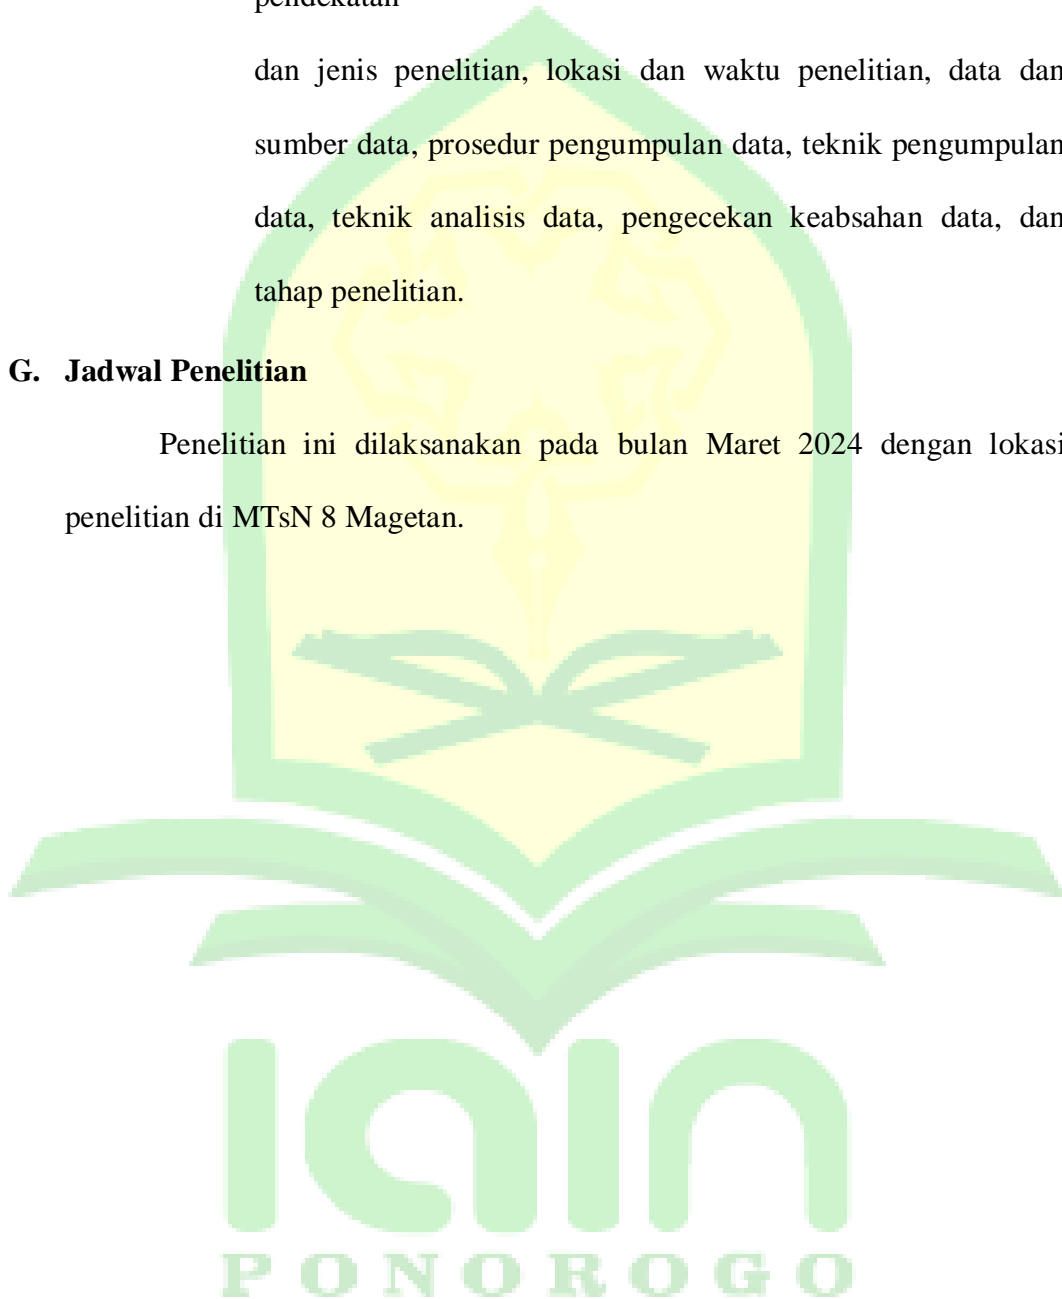 pendekatan
dan jenis penelitian, lokasi dan waktu penelitian, data dan
sumber data, prosedur pengumpulan data, teknik pengumpulan
data, teknik analisis data, pengecekan keabsahan data, dan
tahap penelitian.
G. Jadwal Penelitian
Penelitian ini dilaksanakan pada bulan Maret 2024 dengan lokasi
penelitian di MTsN 8 Magetan.
iain
PONOROGO